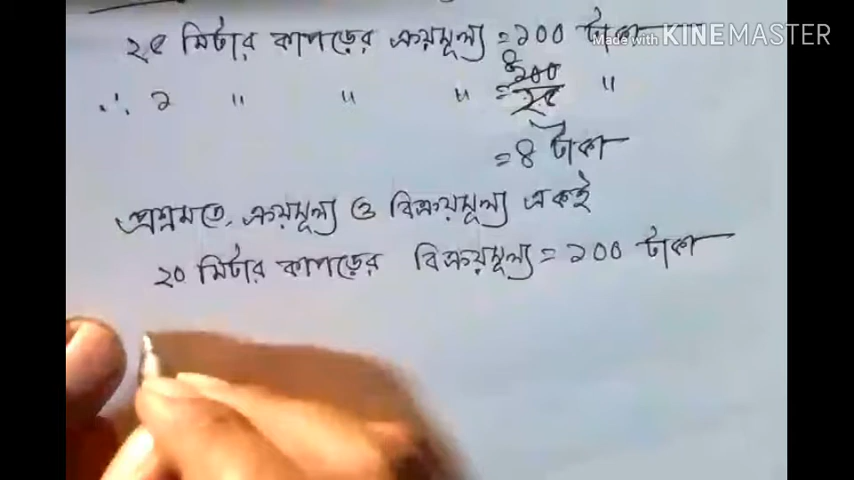 ২৫ মিটার কাপড়ের ক্রয়মূল্য = ১০০ টাকা
Made with KINEMASTER
৪
∴ ১ " " " = ১০০/২৫ "
= ৪ টাকা
প্রশ্নমতে, ক্রয়মূল্য ও বিক্রয়মূল্য একই
২০ মিটার কাপড়ের বিক্রয়মূল্য = ১০০ টাকা